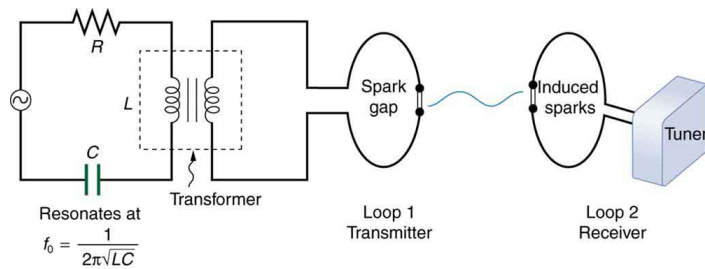 R
L
C
Transformer
Resonates at
f₀ = 1 / 2π√LC
Spark
gap
Loop 1
Transmitter
Induced
sparks
Tuner
Loop 2
Receiver